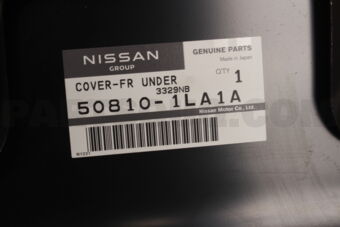 NISSAN
GROUP
GENUINE PARTS
Made in Japan
COVER-FR UNDER
QTY 1
3329NB
50810-1LA1A
Nissan Motor Co., Ltd.